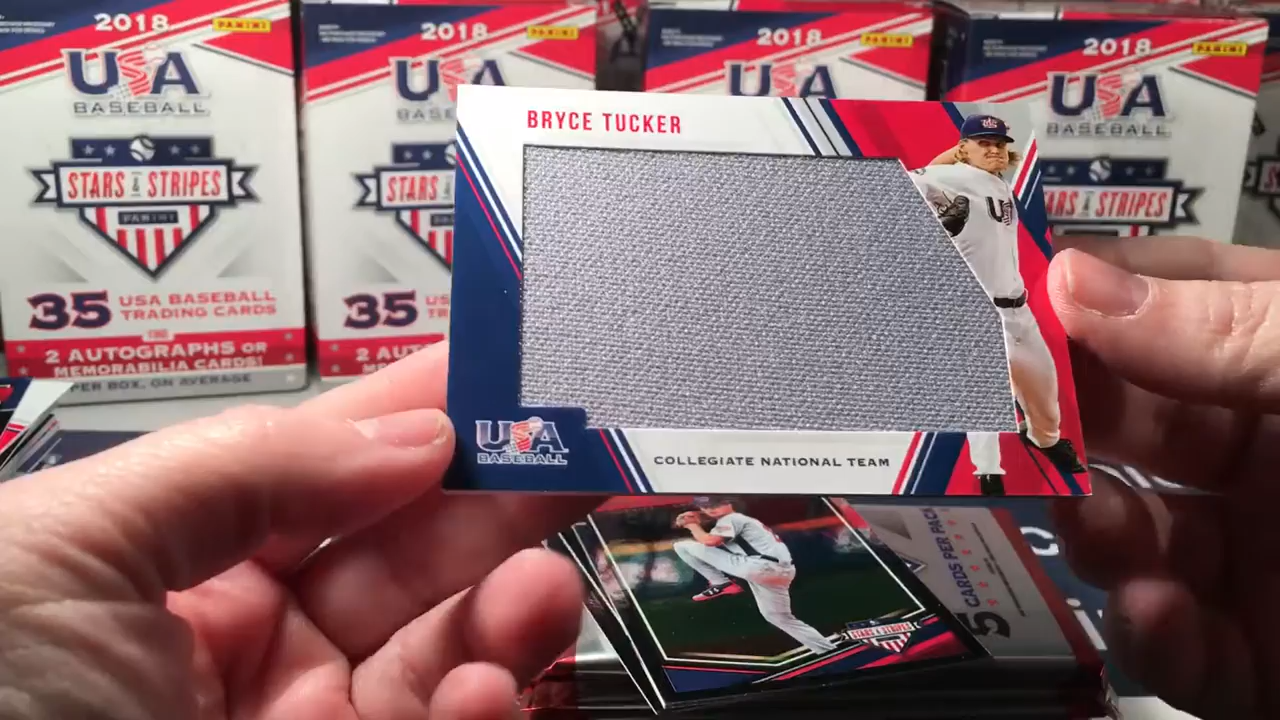 2018
PANINI
USA
BASEBALL
STARS & STRIPES
PANINI
35 USA BASEBALL
TRADING CARDS
2 AUTOGRAPHS OR
MEMORABILIA CARDS!
PER BOX, ON AVERAGE
2018
PANINI
USA
STARS
35
2 AUT
2018
PANINI
USA
2018
PANINI
USA
BASEBALL
STRIPES
PANINI
BRYCE TUCKER
USA
BASEBALL
COLLEGIATE NATIONAL TEAM
STARS & STRIPES
5 CARDS PER PACK